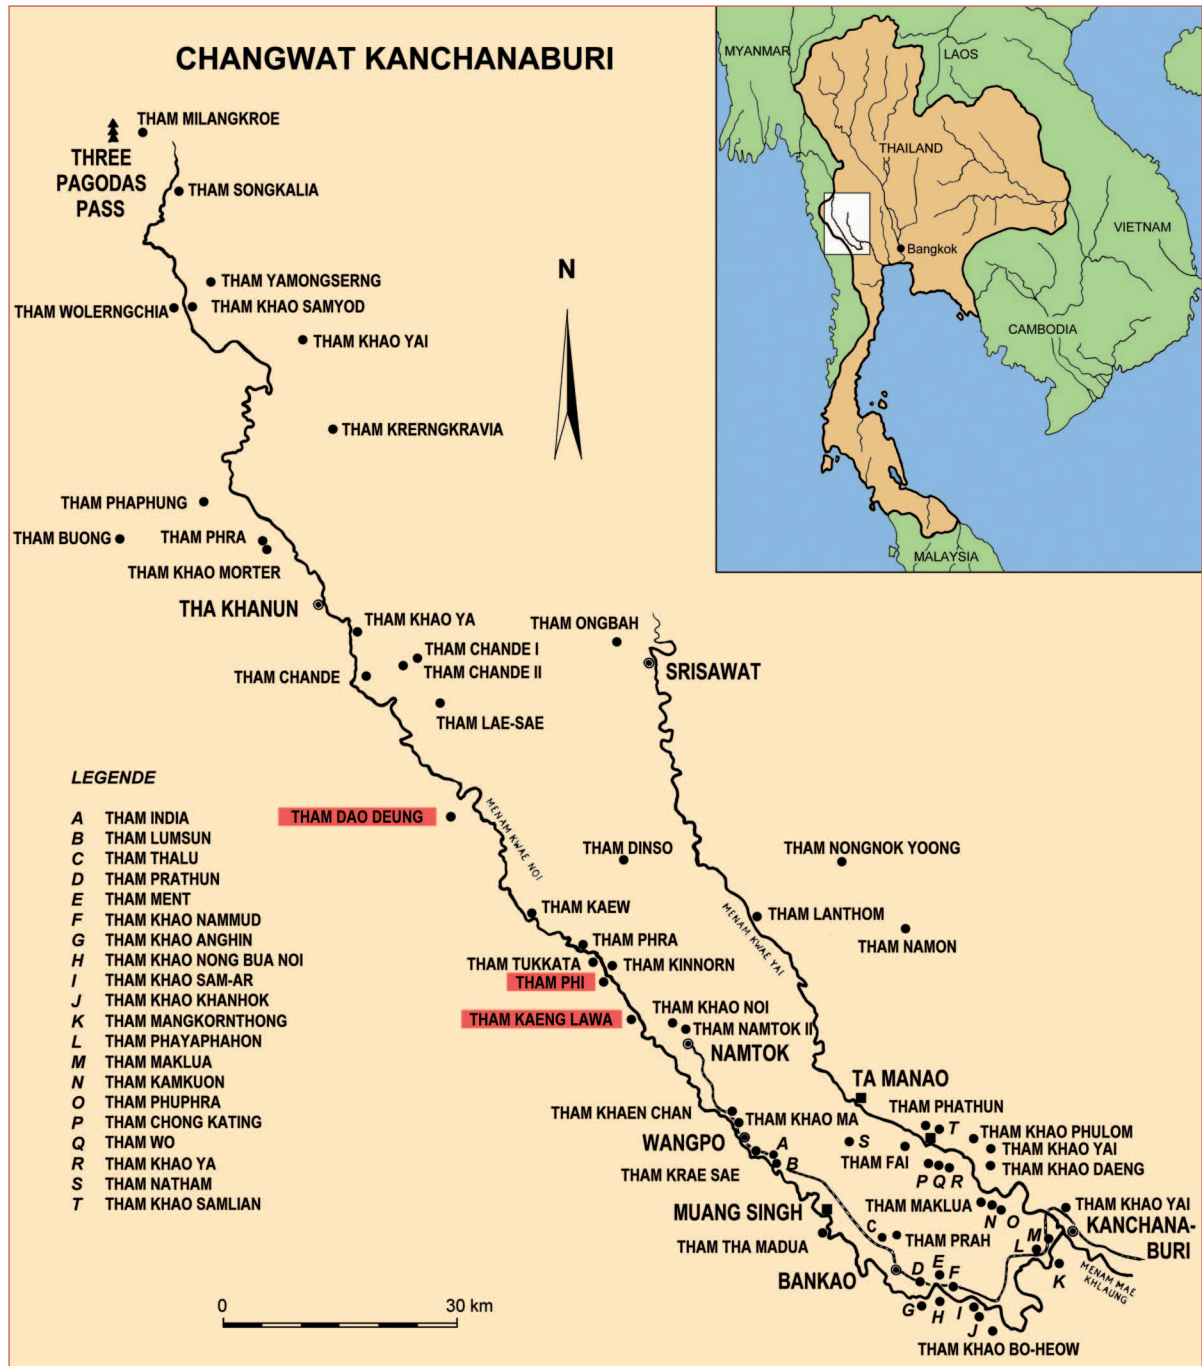 CHANGWAT KANCHANABURI
THAM MILANGKROE
THREE
PAGODAS
PASS
THAM SONGKALIA
THAM YAMONGSERNG
THAM WOLERNGCHIA
THAM KHAO SAMYOD
THAM KHAO YAI
THAM KRERNGKRAVIA
N
THAM PHAPHUNG
THAM BUONG
THAM PHRA
THAM KHAO MORTER
THA KHANUN
THAM KHAO YA
THAM CHANDE I
THAM CHANDE II
THAM CHANDE
THAM LAE-SAE
THAM ONGBAH
SRISAWAT
MYANMAR
LAOS
THAILAND
VIETNAM
Bangkok
CAMBODIA
MALAYSIA
LEGENDE
A THAM INDIA
B THAM LUMSUN
C THAM THALU
D THAM PRATHUN
E THAM MENT
F THAM KHAO NAMMUD
G THAM KHAO ANGHIN
H THAM KHAO NONG BUA NOI
I THAM KHAO SAM-AR
J THAM KHAO KHANHOK
K THAM MANGKORNTHONG
L THAM PHAYAPHAHON
M THAM MAKLUA
N THAM KAMKUON
O THAM PHUPHRA
P THAM CHONG KATING
Q THAM WO
R THAM KHAO YA
S THAM NATHAM
T THAM KHAO SAMLIAN
THAM DAO DEUNG
MENAM KWAE NOI
THAM DINSO
THAM NONGNOK YOONG
THAM KAEW
THAM LANTHOM
MENAM KWAE YAI
THAM NAMON
THAM PHRA
THAM TUKKATA
THAM KINNORN
THAM PHI
THAM KAENG LAWA
THAM KHAO NOI
THAM NAMTOK II
NAMTOK
TA MANAO
THAM KHAEN CHAN
THAM KHAO MA
WANGPO
THAM KRAE SAE
A
B
THAM PHATHUN
T
THAM KHAO PHULOM
S
THAM FAI
THAM KHAO YAI
THAM KHAO DAENG
P Q R
MUANG SINGH
THAM MAKLUA
N
O
THAM KHAO YAI
KANCHANA-
BURI
THAM THA MADUA
C
THAM PRAH
M
L
K
MENAM MAE
KHLAUNG
BANKAO
D
E
F
G
H
I
J
THAM KHAO BO-HEOW
0
30 km